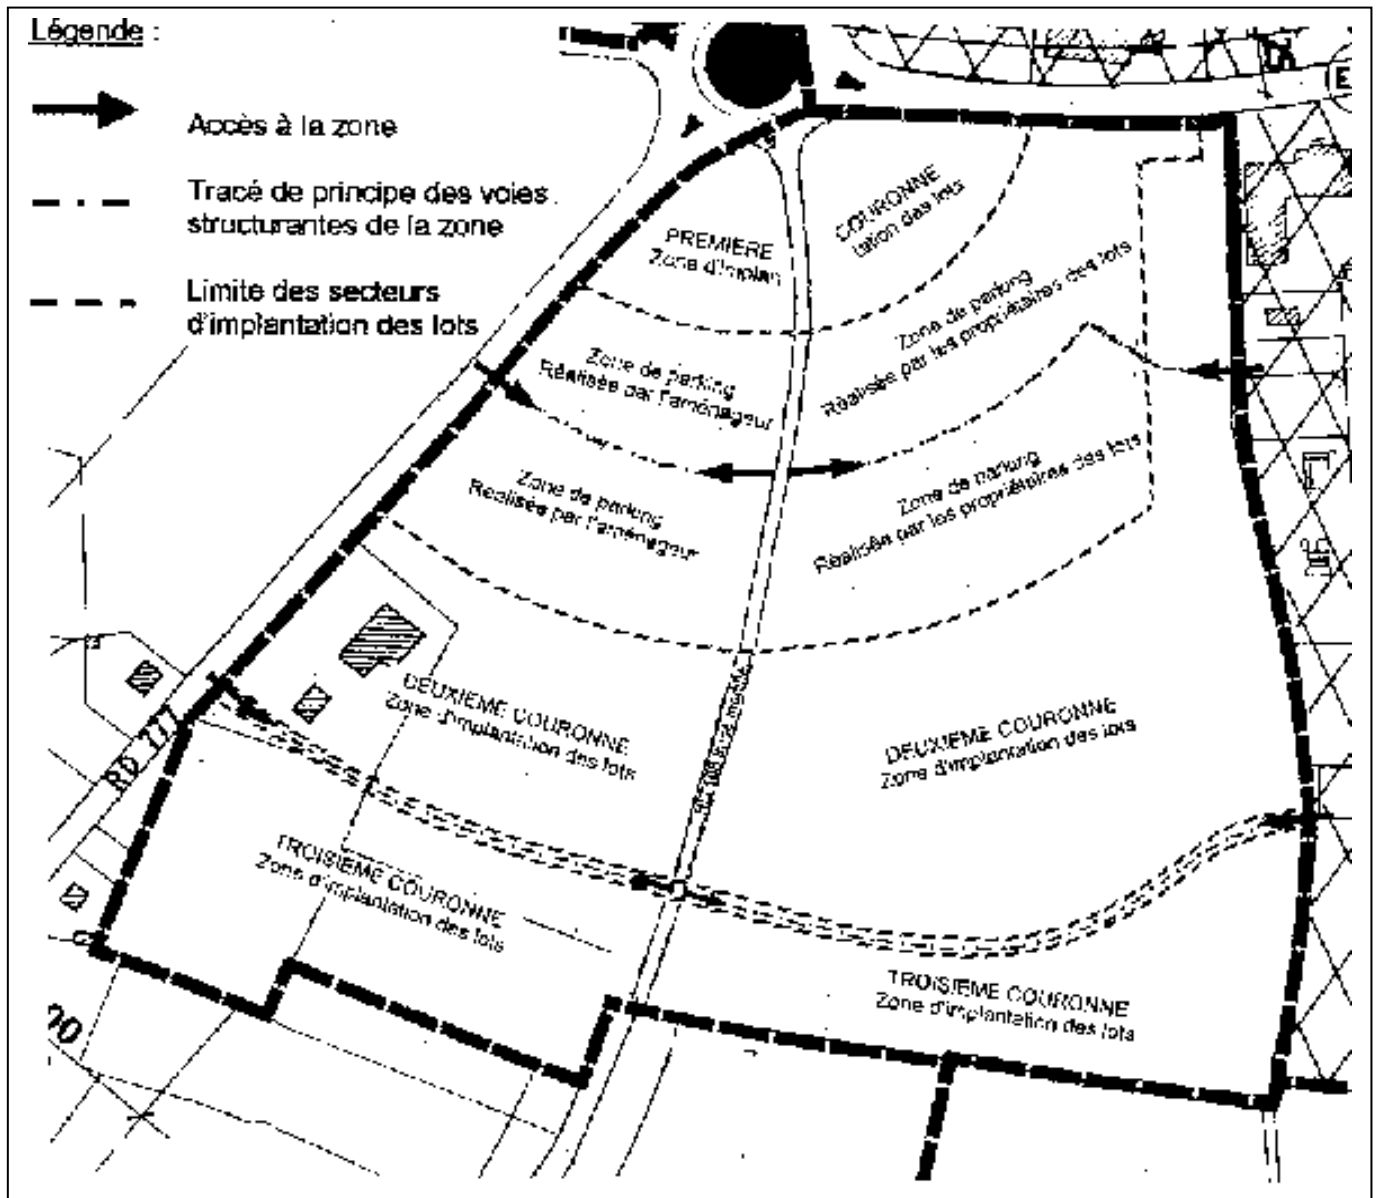 Légende :
Accès à la zone
Tracé de principe des voies
structurantes de la zone
Limite des secteurs
d'implantation des lots
E
PREMIERE
Zone d'implan
COURONNE
tation des lots
Zone de parking
Réalisée par l'aménageur
Zone de parking
Réalisées par les propriétaires des lots
Zone de parking
Réalisée par l'aménageur
Zone de parking
Réalisées par les propriétaires des lots
DEUXIEME COURONNE
Zone d'implantation des lots
DEUXIEME COURONNE
Zone d'implantation des lots
RD 777
TROISIEME COURONNE
Zone d'implantation des lots
TROISIEME COURONNE
Zone d'implantation des lots